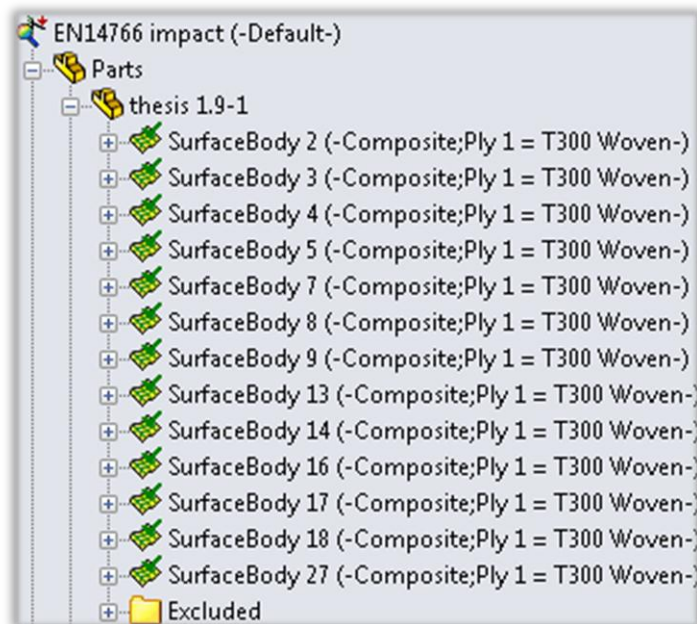 EN14766 impact (-Default-)
Parts
thesis 1.9-1
SurfaceBody 2 (-Composite;Ply 1 = T300 Woven-)
SurfaceBody 3 (-Composite;Ply 1 = T300 Woven-)
SurfaceBody 4 (-Composite;Ply 1 = T300 Woven-)
SurfaceBody 5 (-Composite;Ply 1 = T300 Woven-)
SurfaceBody 7 (-Composite;Ply 1 = T300 Woven-)
SurfaceBody 8 (-Composite;Ply 1 = T300 Woven-)
SurfaceBody 9 (-Composite;Ply 1 = T300 Woven-)
SurfaceBody 13 (-Composite;Ply 1 = T300 Woven-)
SurfaceBody 14 (-Composite;Ply 1 = T300 Woven-)
SurfaceBody 16 (-Composite;Ply 1 = T300 Woven-)
SurfaceBody 17 (-Composite;Ply 1 = T300 Woven-)
SurfaceBody 18 (-Composite;Ply 1 = T300 Woven-)
SurfaceBody 27 (-Composite;Ply 1 = T300 Woven-)
Excluded